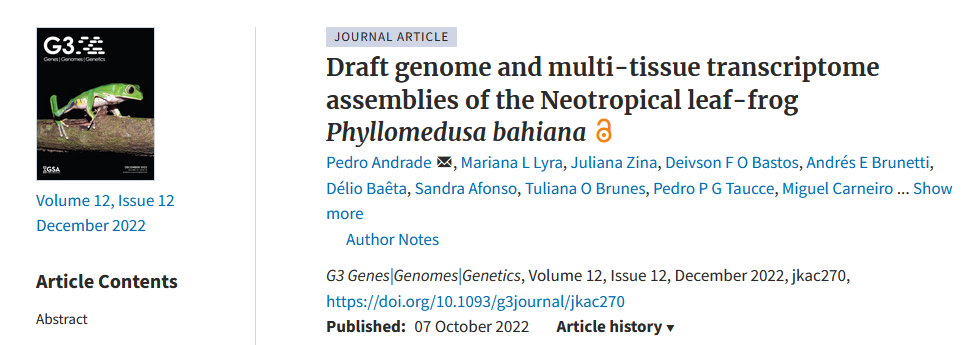 G3
Genes | Genomes | Genetics
GSA
DECEMBER 2022
Volume 12, Issue 12
December 2022
Article Contents
Abstract
JOURNAL ARTICLE
Draft genome and multi-tissue transcriptome
assemblies of the Neotropical leaf-frog
Phyllomedusa bahiana
Pedro Andrade , Mariana L Lyra, Juliana Zina, Deivson F O Bastos, Andrés E Brunetti,
Délio Baêta, Sandra Afonso, Tuliana O Brunes, Pedro P G Taucce, Miguel Carneiro ... Show
more
Author Notes
G3 Genes|Genomes|Genetics, Volume 12, Issue 12, December 2022, jkac270,
https://doi.org/10.1093/g3journal/jkac270
Published: 07 October 2022 Article history